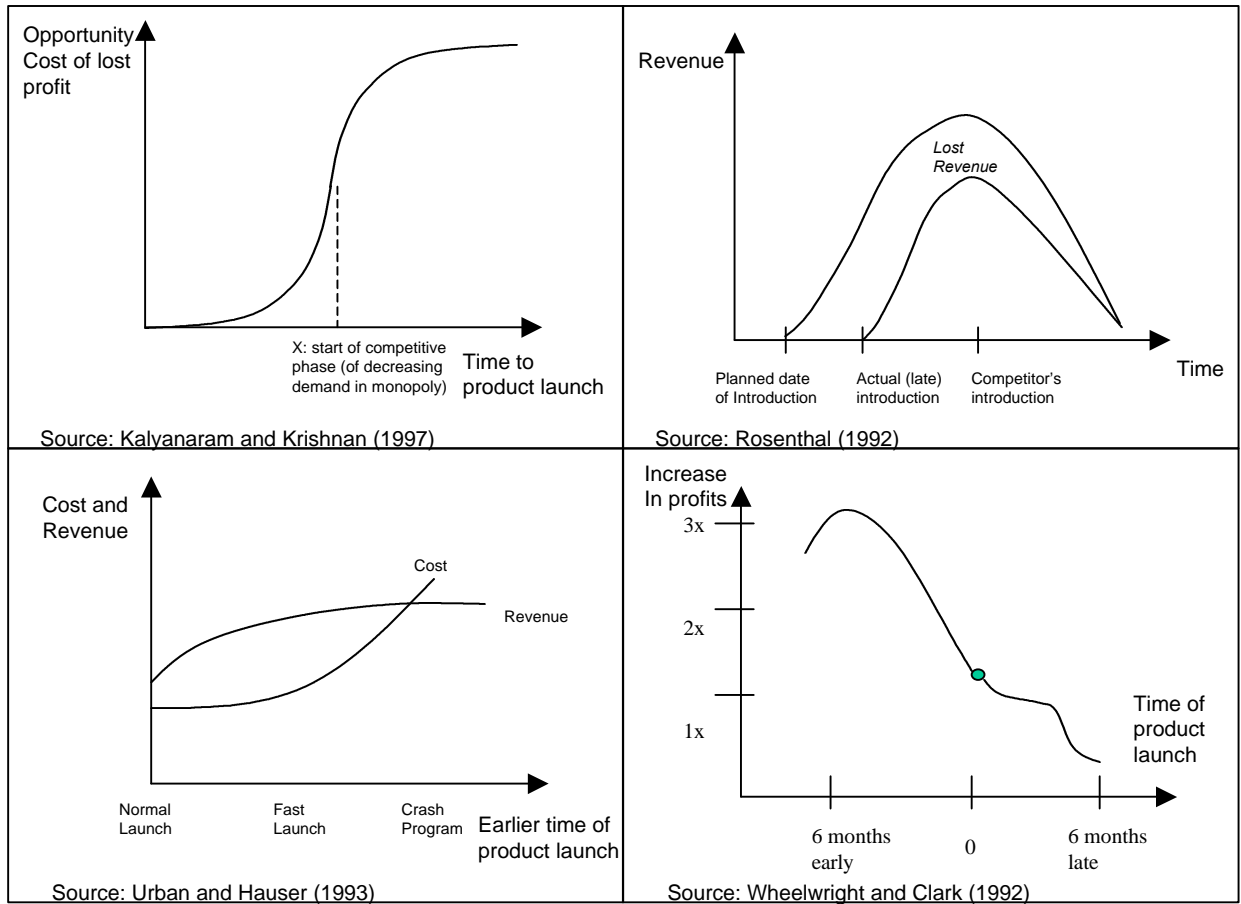 Opportunity
Cost of lost
profit
X: start of competitive
phase (of decreasing
demand in monopoly)
Time to
product launch
Source: Kalyanaram and Krishnan (1997)
Revenue
Lost
Revenue
Planned date
of Introduction
Actual (late)
introduction
Competitor's
introduction
Time
Source: Rosenthal (1992)
Cost and
Revenue
Cost
Revenue
Normal
Launch
Fast
Launch
Crash
Program
Earlier time of
product launch
Source: Urban and Hauser (1993)
Increase
In profits
3x
2x
1x
Time of
product
launch
6 months
early
0
6 months
late
Source: Wheelwright and Clark (1992)